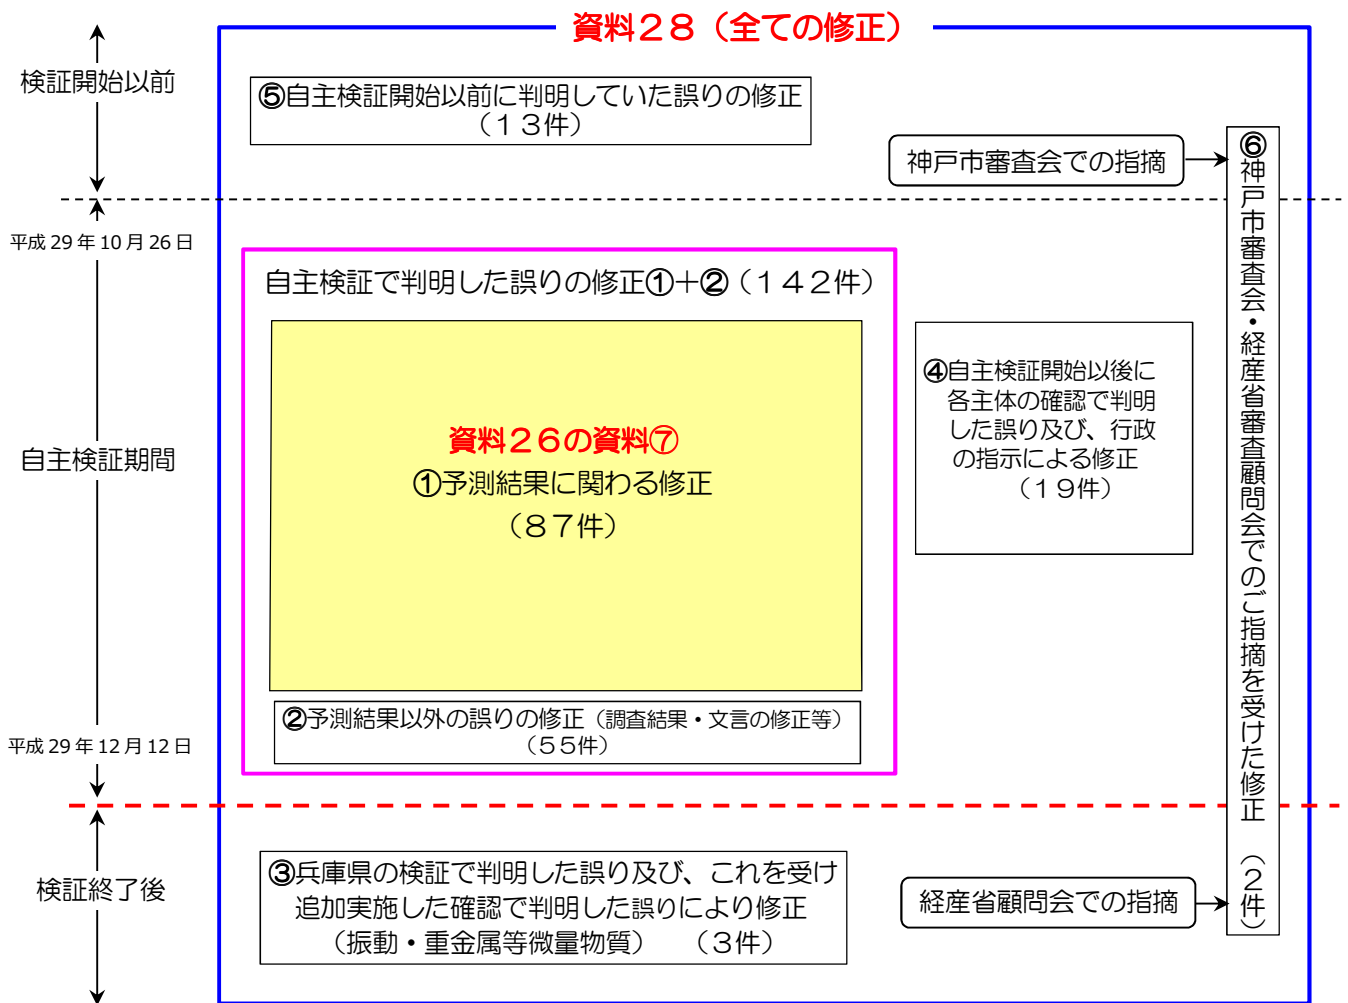 資料２８（全ての修正）
検証開始以前
⑤自主検証開始以前に判明していた誤りの修正
（１３件）
神戸市審査会での指摘
⑥神戸市審査会・経産省審査顧問会でのご指摘を受けた修正　（２件）
平成 29 年 10 月 26 日
自主検証で判明した誤りの修正①＋②（１４２件）
④自主検証開始以後に
各主体の確認で判明
した誤り及び、行政
の指示による修正
（１９件）
資料２６の資料⑦
①予測結果に関わる修正
（８７件）
自主検証期間
②予測結果以外の誤りの修正（調査結果・文言の修正等）
（５５件）
平成 29 年 12 月 12 日
③兵庫県の検証で判明した誤り及び、これを受け
追加実施した確認で判明した誤りにより修正
（振動・重金属等微量物質）　（３件）
検証終了後
経産省顧問会での指摘